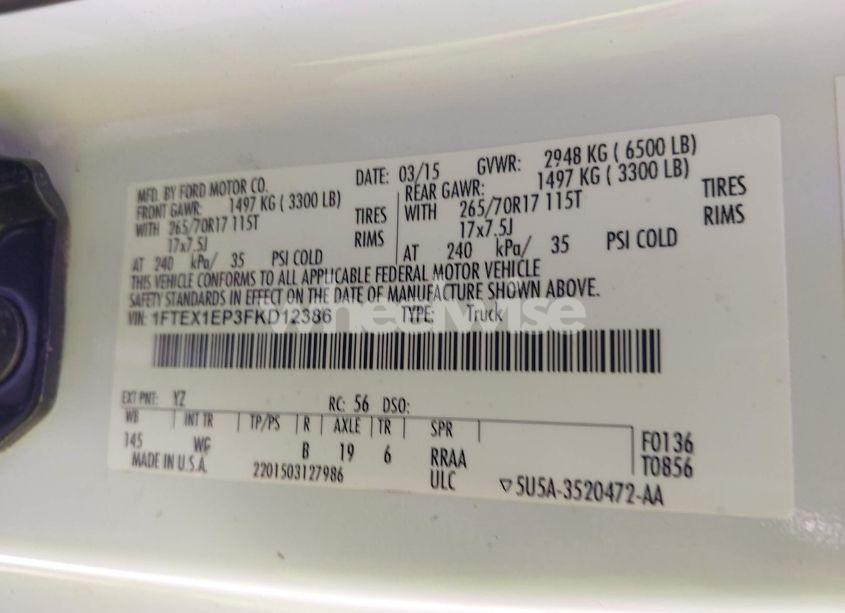 MFD. BY FORD MOTOR CO. DATE: 03/15 GVWR: 2948 KG ( 6500 LB)
FRONT GAWR: 1497 KG ( 3300 LB) REAR GAWR: 1497 KG ( 3300 LB)
WITH 265/70R17 115T TIRES WITH 265/70R17 115T TIRES
17x7.5J RIMS 17x7.5J RIMS
AT 240 kPa/ 35 PSI COLD AT 240 kPa/ 35 PSI COLD
THIS VEHICLE CONFORMS TO ALL APPLICABLE FEDERAL MOTOR VEHICLE
SAFETY STANDARDS IN EFFECT ON THE DATE OF MANUFACTURE SHOWN ABOVE.
VIN: 1FTEX1EP3FKD12386 TYPE: Truck
EXT PNT: YZ RC: 56 DSO:
WB INT TR TP/PS R AXLE TR SPR
145 WG B 19 6 RRAA F0136
MADE IN U.S.A. 2201503127986 ULC T0856
5U5A-3520472-AA